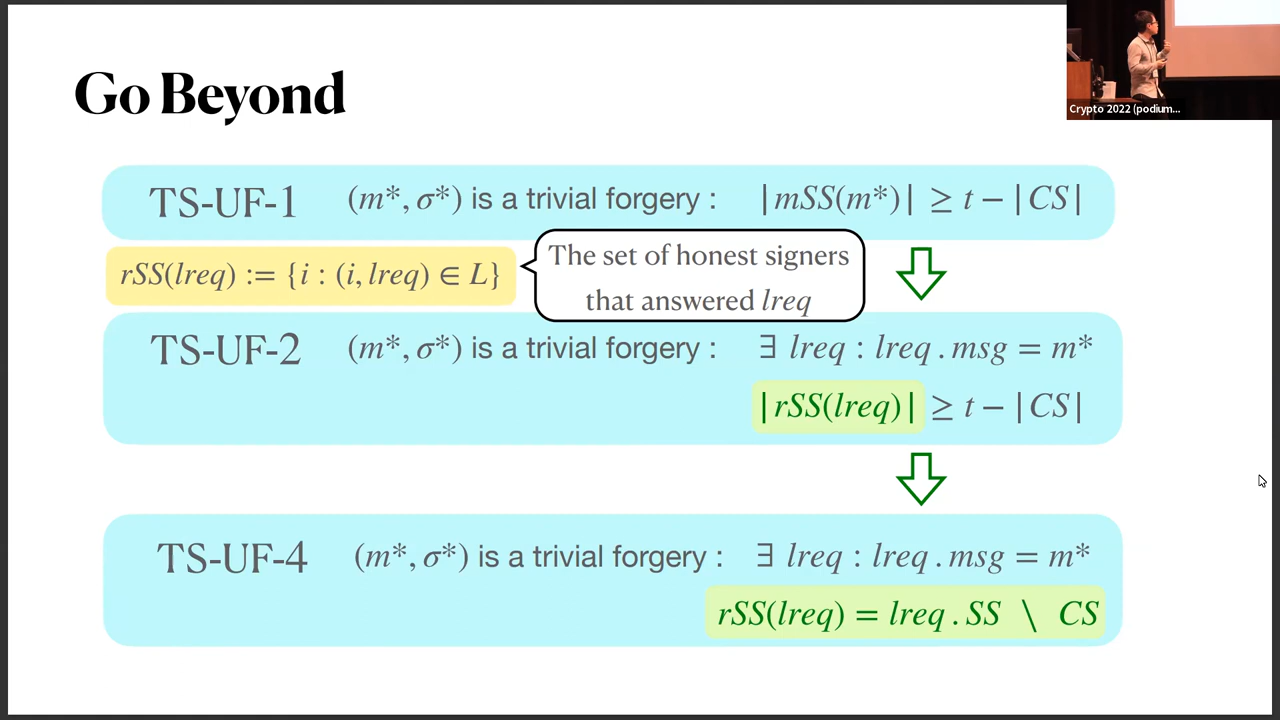 Go Beyond
Crypto 2022 (podium...
TS-UF-1 (m*, σ*) is a trivial forgery : |mSS(m*)| ≥ t − |CS|
rSS(lreq) := {i : (i, lreq) ∈ L}
The set of honest signers
that answered lreq
TS-UF-2 (m*, σ*) is a trivial forgery : ∃ lreq : lreq . msg = m*
|rSS(lreq)| ≥ t − |CS|
TS-UF-4 (m*, σ*) is a trivial forgery : ∃ lreq : lreq . msg = m*
rSS(lreq) = lreq . SS \ CS